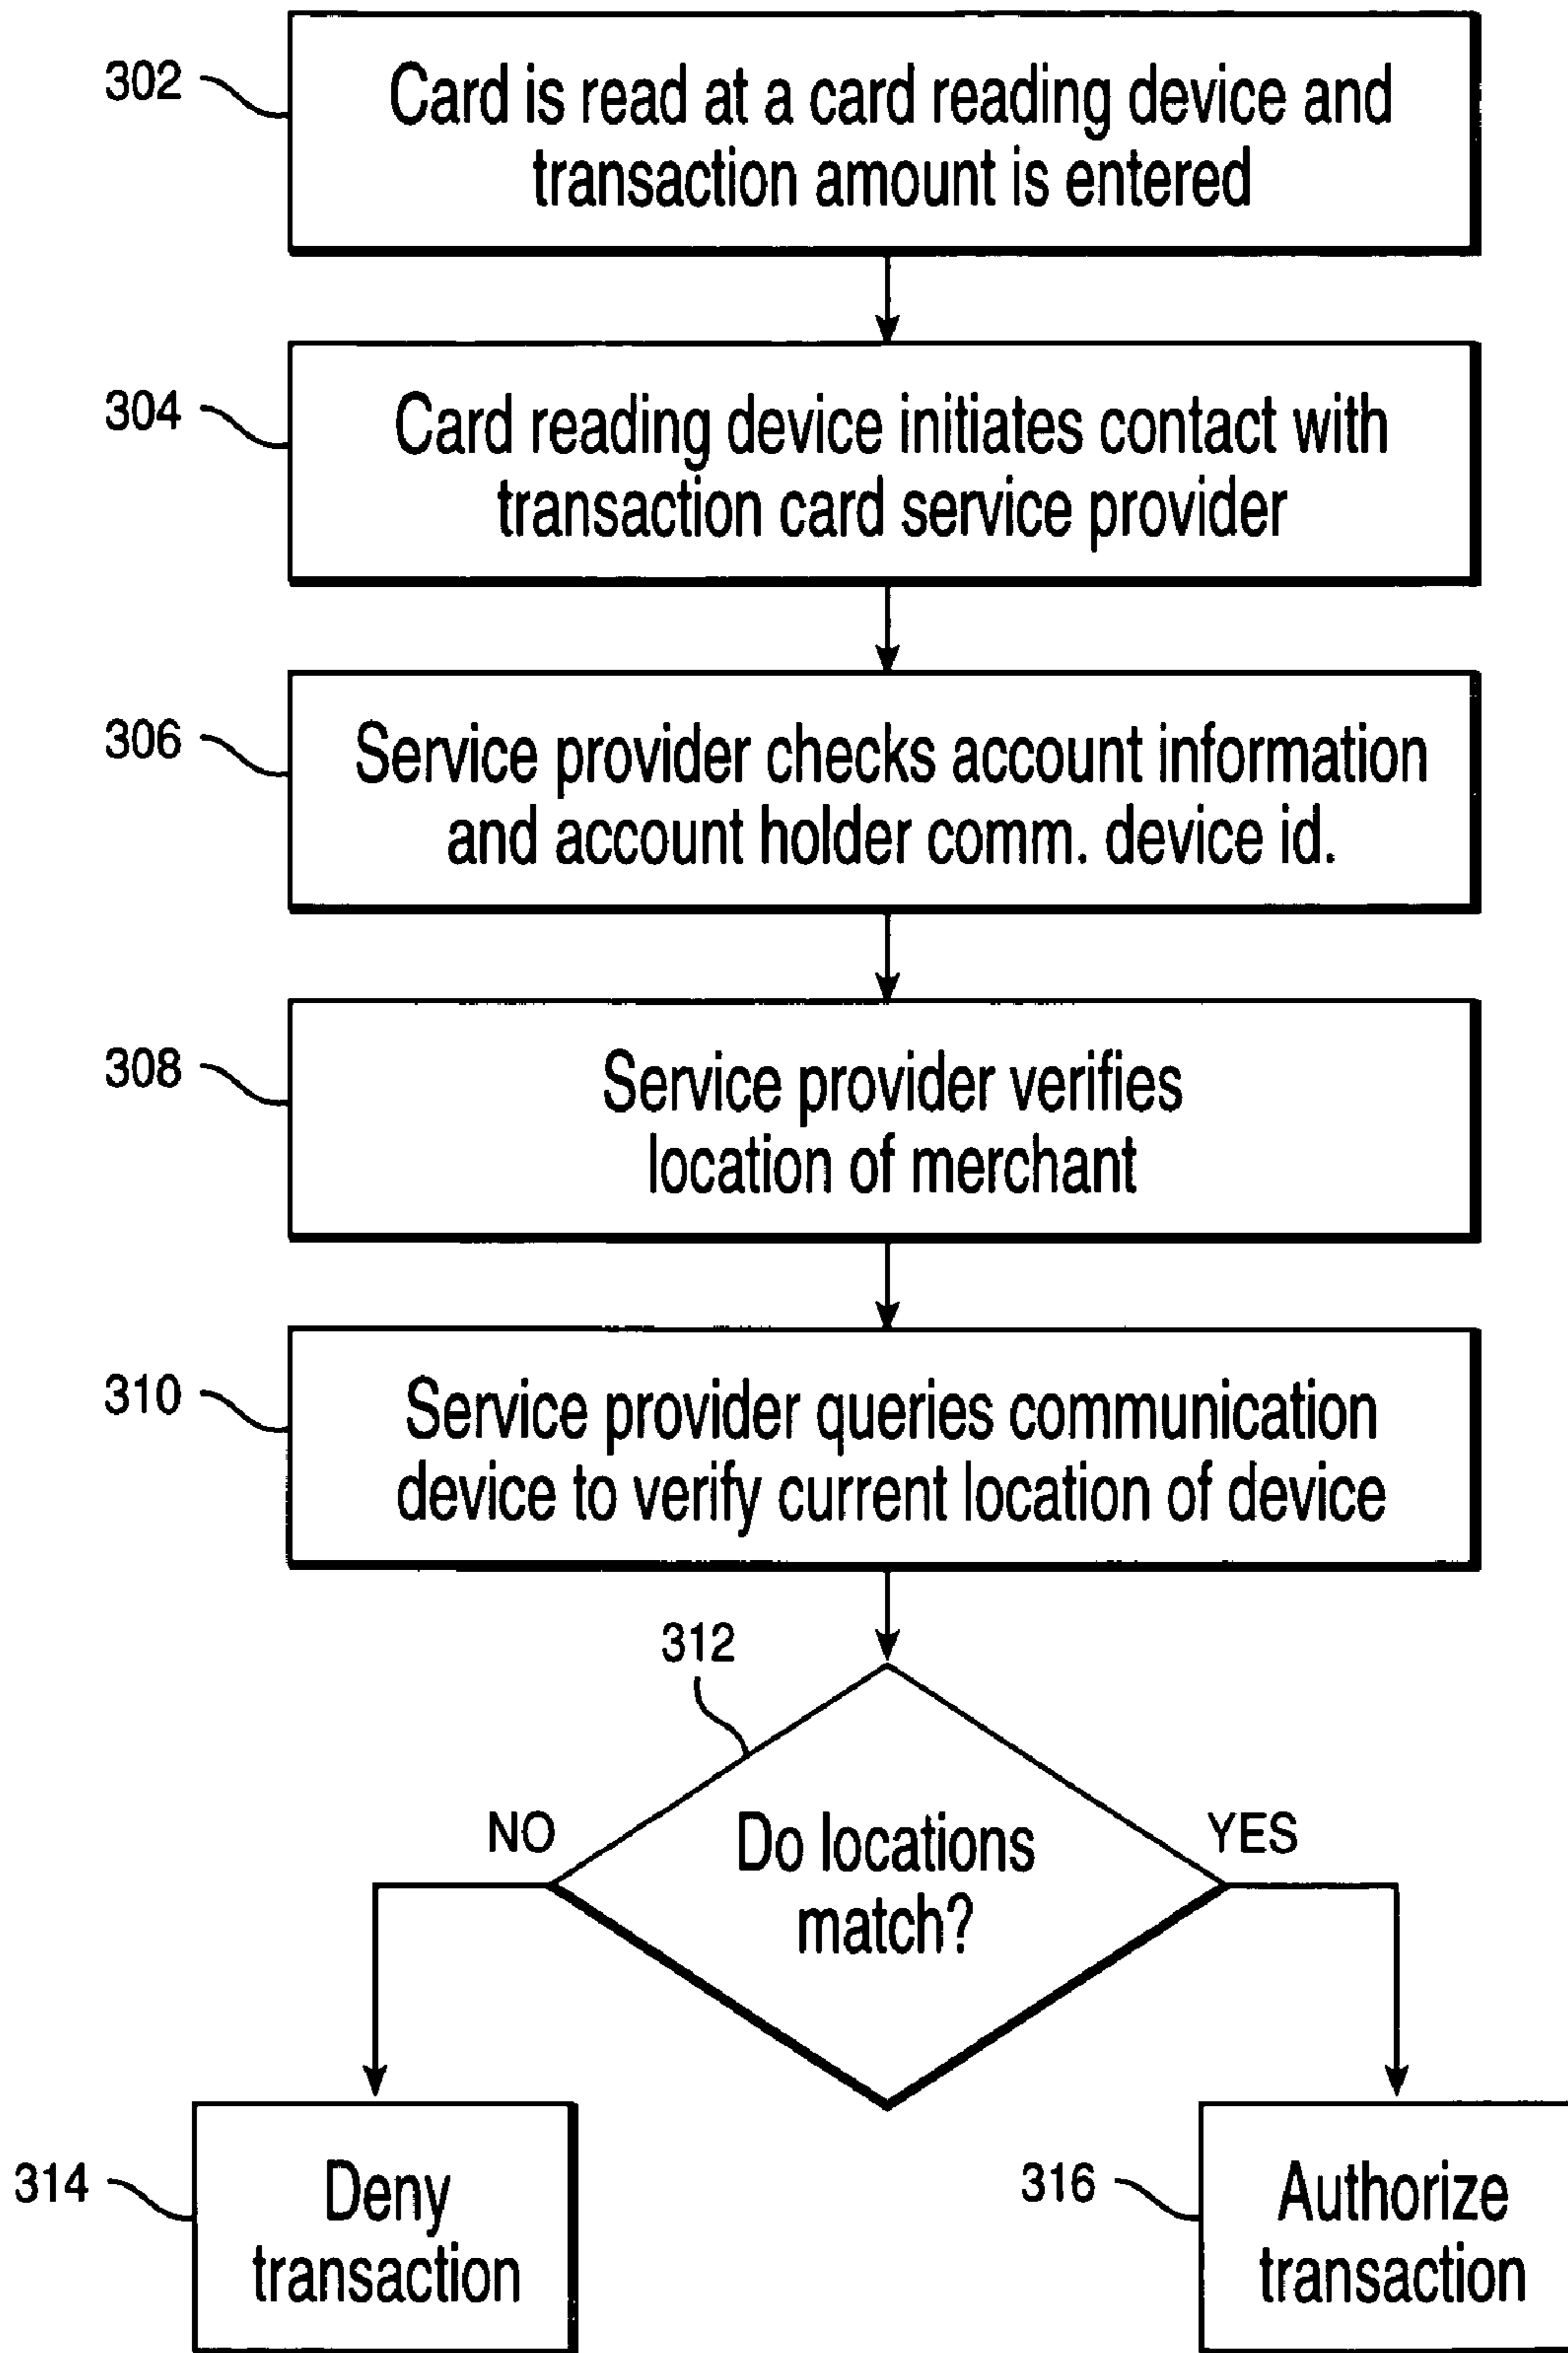 302
Card is read at a card reading device and
transaction amount is entered
304
Card reading device initiates contact with
transaction card service provider
306
Service provider checks account information
and account holder comm. device id.
308
Service provider verifies
location of merchant
310
Service provider queries communication
device to verify current location of device
312
NO
Do locations
match?
YES
314
Deny
transaction
316
Authorize
transaction